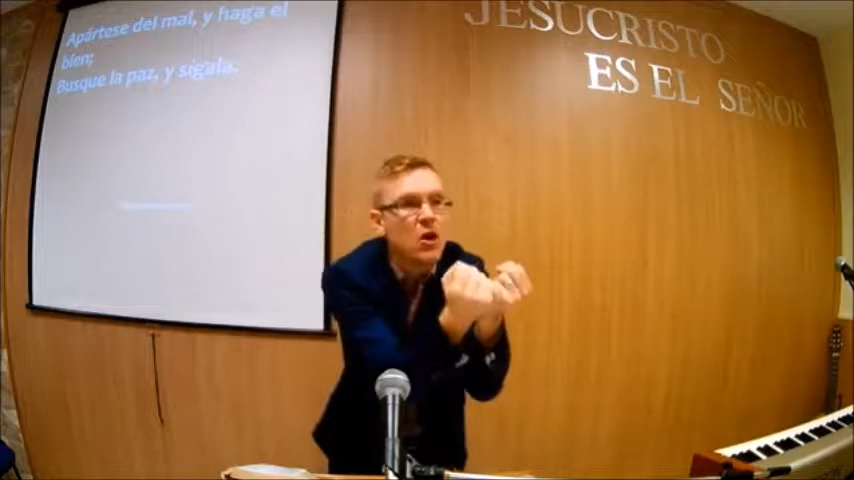 Apártese del mal, y haga el
bien;
Busque la paz, y sígala.
JESUCRISTO
ES EL SEÑOR